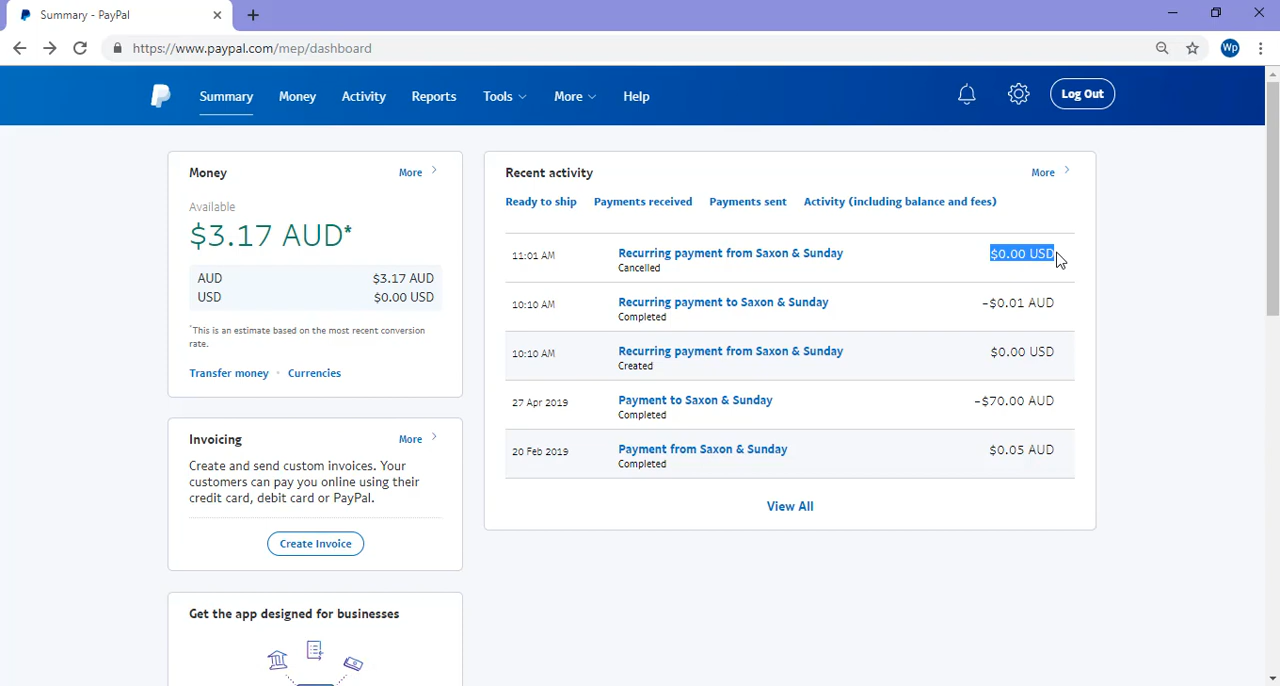 Summary - PayPal
https://www.paypal.com/mep/dashboard
Wp
Summary
Money
Activity
Reports
Tools
More
Help
Log Out
Money
More
Available
$3.17 AUD*
AUD $3.17 AUD
USD $0.00 USD
*This is an estimate based on the most recent conversion
rate.
Transfer money
Currencies
Invoicing
More
Create and send custom invoices. Your
customers can pay you online using their
credit card, debit card or PayPal.
Create Invoice
Get the app designed for businesses
Recent activity
More
Ready to ship
Payments received
Payments sent
Activity (including balance and fees)
11:01 AM Recurring payment from Saxon & Sunday $0.00 USD
Cancelled
10:10 AM Recurring payment to Saxon & Sunday -$0.01 AUD
Completed
10:10 AM Recurring payment from Saxon & Sunday $0.00 USD
Created
27 Apr 2019 Payment to Saxon & Sunday -$70.00 AUD
Completed
20 Feb 2019 Payment from Saxon & Sunday $0.05 AUD
Completed
View All